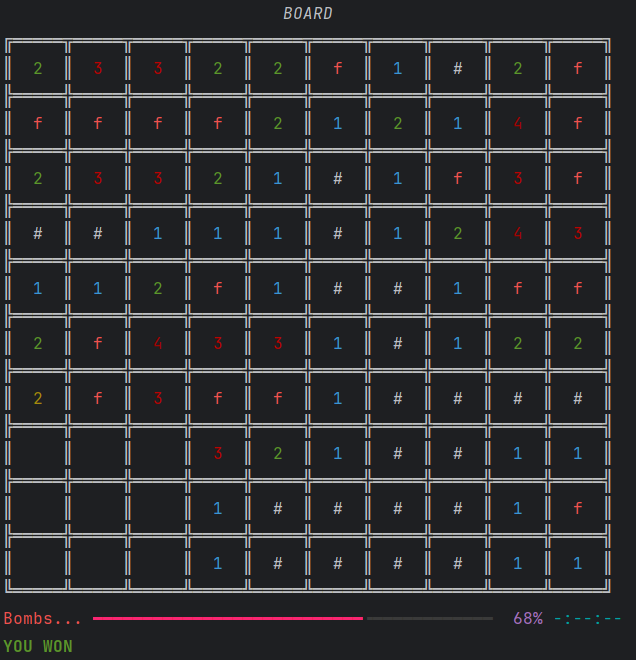 BOARD
2 3 3 2 2 f 1 # 2 f
f f f f 2 1 2 1 4 f
2 3 3 2 1 # 1 f 3 f
# # 1 1 1 # 1 2 4 3
1 1 2 f 1 # # 1 f f
2 f 4 3 3 1 # 1 2 2
2 f 3 f f 1 # # # #
3 2 1 # # 1 1
1 # # # # 1 f
1 # # # # 1 1
Bombs... 68% -:--:--
YOU WON